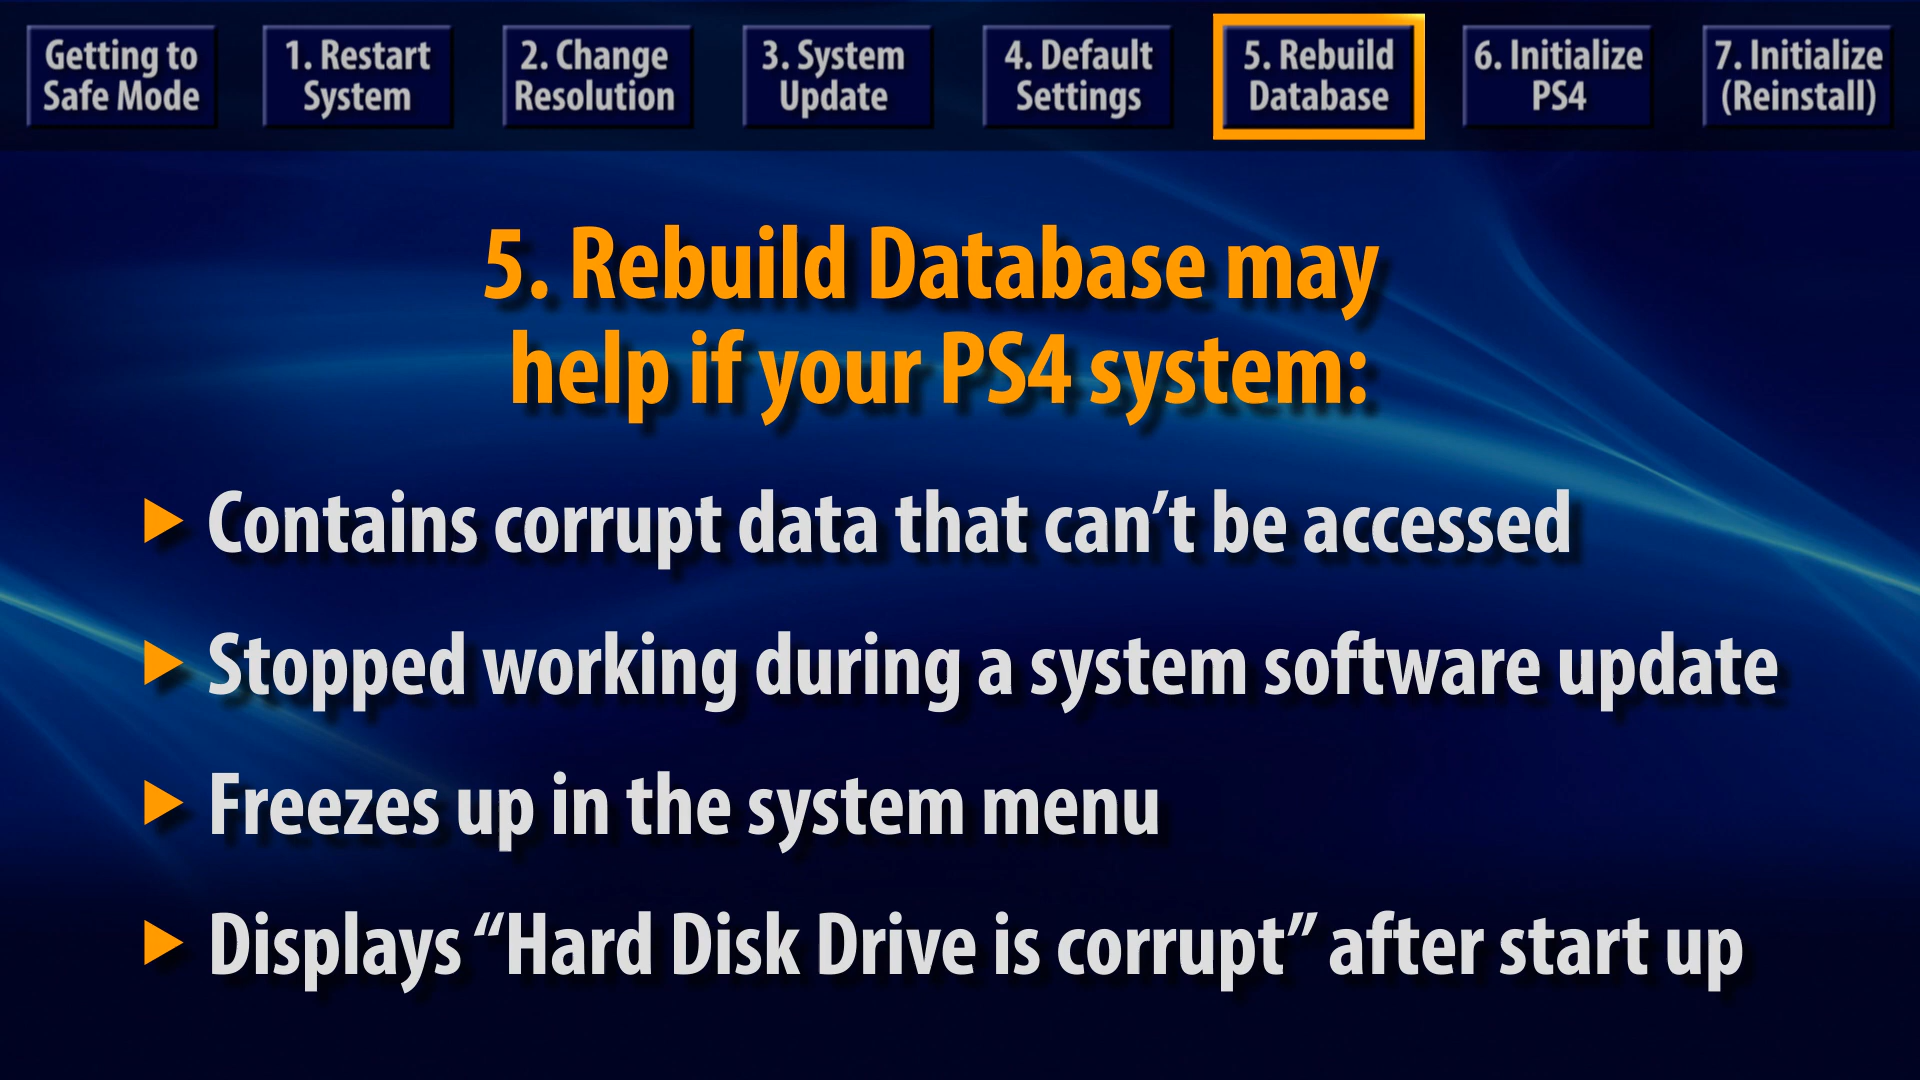 Getting to
Safe Mode
1. Restart
System
2. Change
Resolution
3. System
Update
4. Default
Settings
5. Rebuild
Database
6. Initialize
PS4
7. Initialize
(Reinstall)
5. Rebuild Database may
help if your PS4 system:
Contains corrupt data that can’t be accessed
Stopped working during a system software update
Freezes up in the system menu
Displays “Hard Disk Drive is corrupt” after start up